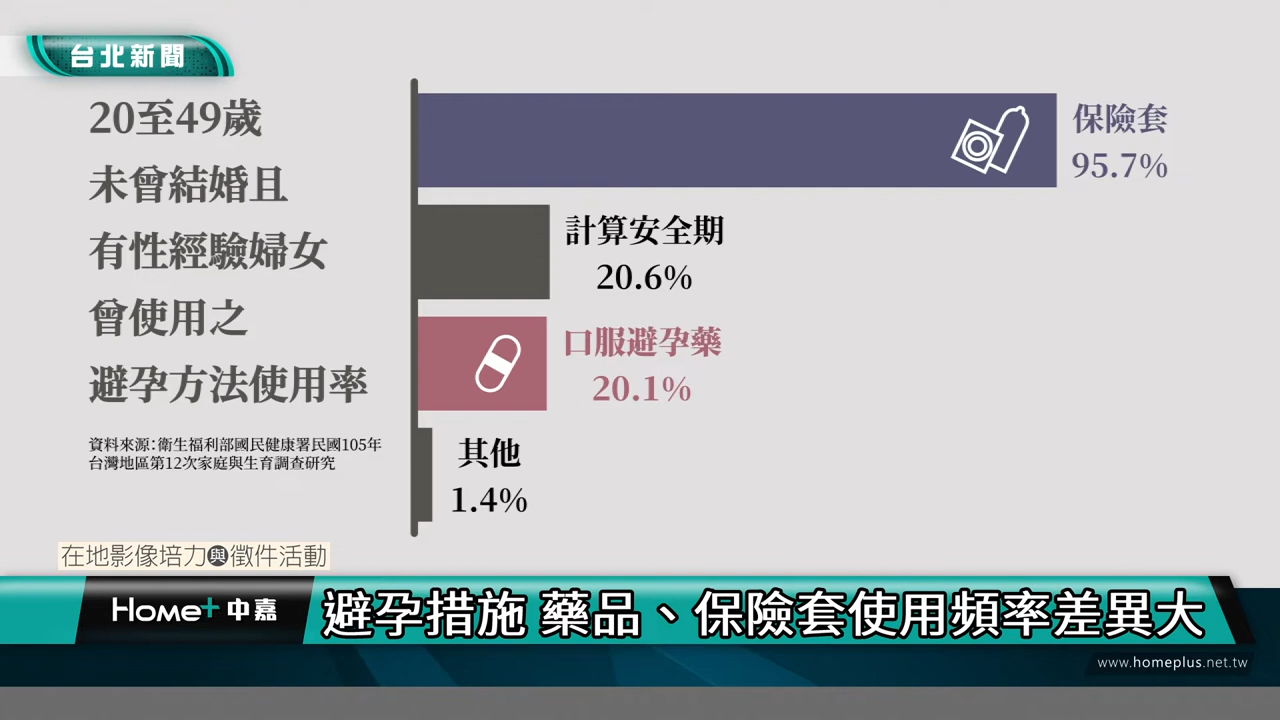 台北新聞
20至49歲
未曾結婚且
有性經驗婦女
曾使用之
避孕方法使用率
資料來源:衛生福利部國民健康署民國105年
台灣地區第12次家庭與生育調查研究
保險套
95.7%
計算安全期
20.6%
口服避孕藥
20.1%
其他
1.4%
在地影像培力與徵件活動
Home+中嘉
避孕措施 藥品、保險套使用頻率差異大
www.homeplus.net.tw